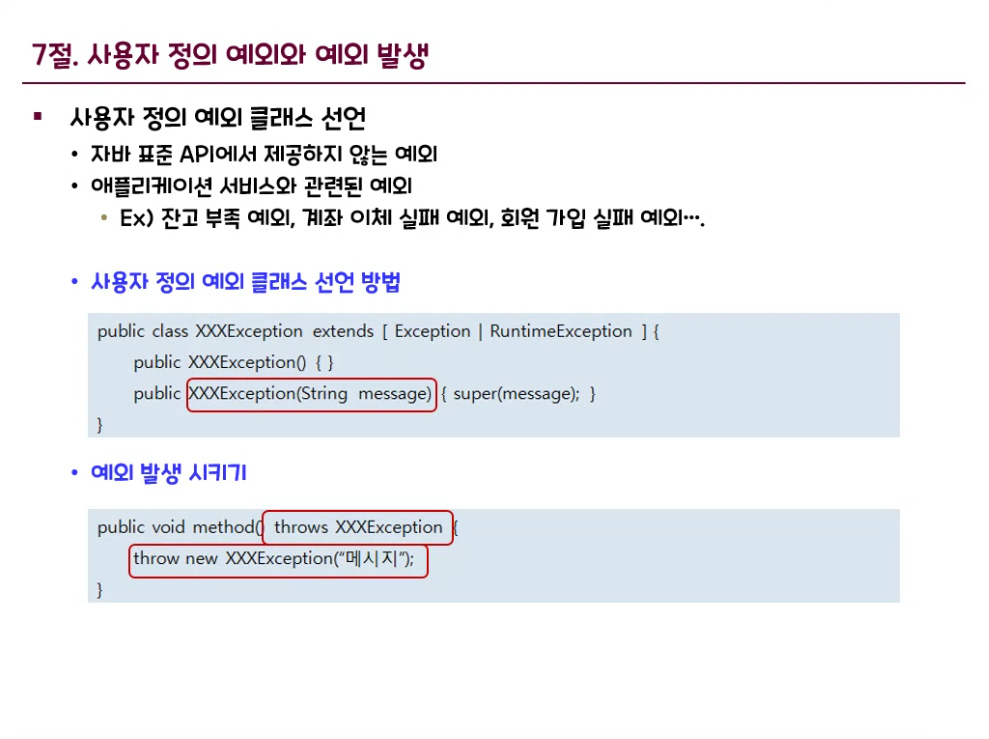 7절. 사용자 정의 예외와 예외 발생
▪ 사용자 정의 예외 클래스 선언
• 자바 표준 API에서 제공하지 않는 예외
• 애플리케이션 서비스와 관련된 예외
• Ex) 잔고 부족 예외, 계좌 이체 실패 예외, 회원 가입 실패 예외….
• 사용자 정의 예외 클래스 선언 방법
public class XXXException extends [ Exception | RuntimeException ] {
public XXXException() { }
public XXXException(String message) { super(message); }
}
• 예외 발생 시키기
public void method() throws XXXException {
throw new XXXException(“메시지”);
}